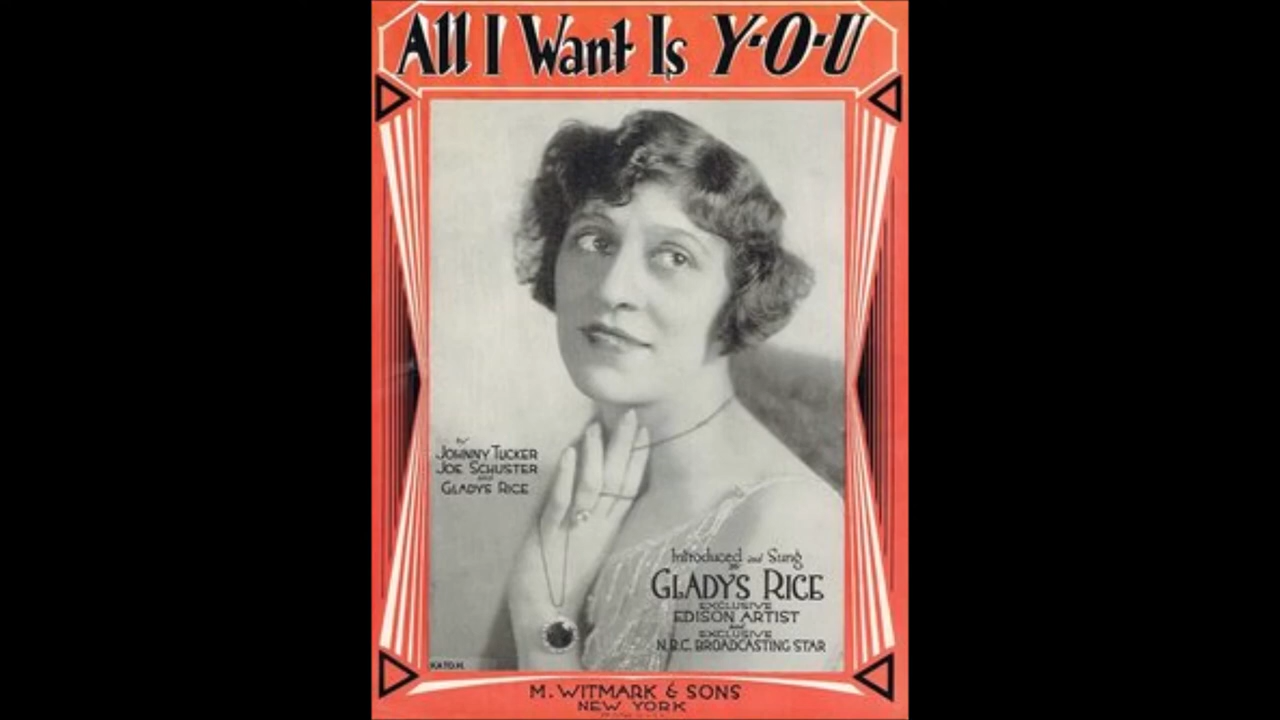 All I Want Is Y-O-U
by
JOHNNY TUCKER
JOE SCHUSTER
and
GLADYS RICE
Introduced and Sung
by
GLADYS RICE
EXCLUSIVE
EDISON ARTIST
and
EXCLUSIVE
N.B.C. BROADCASTING STAR
KATOH.
M. WITMARK & SONS
NEW YORK